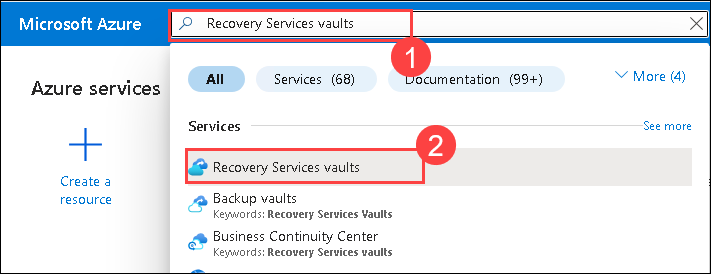 Microsoft Azure
Recovery Services vaults
1
All
Services (68)
Documentation (99+)
More (4)
Azure services
Services
See more
2
Recovery Services vaults
Create a
resource
Backup vaults
Keywords: Recovery Services Vaults
Business Continuity Center
Keywords: Recovery Services vaults